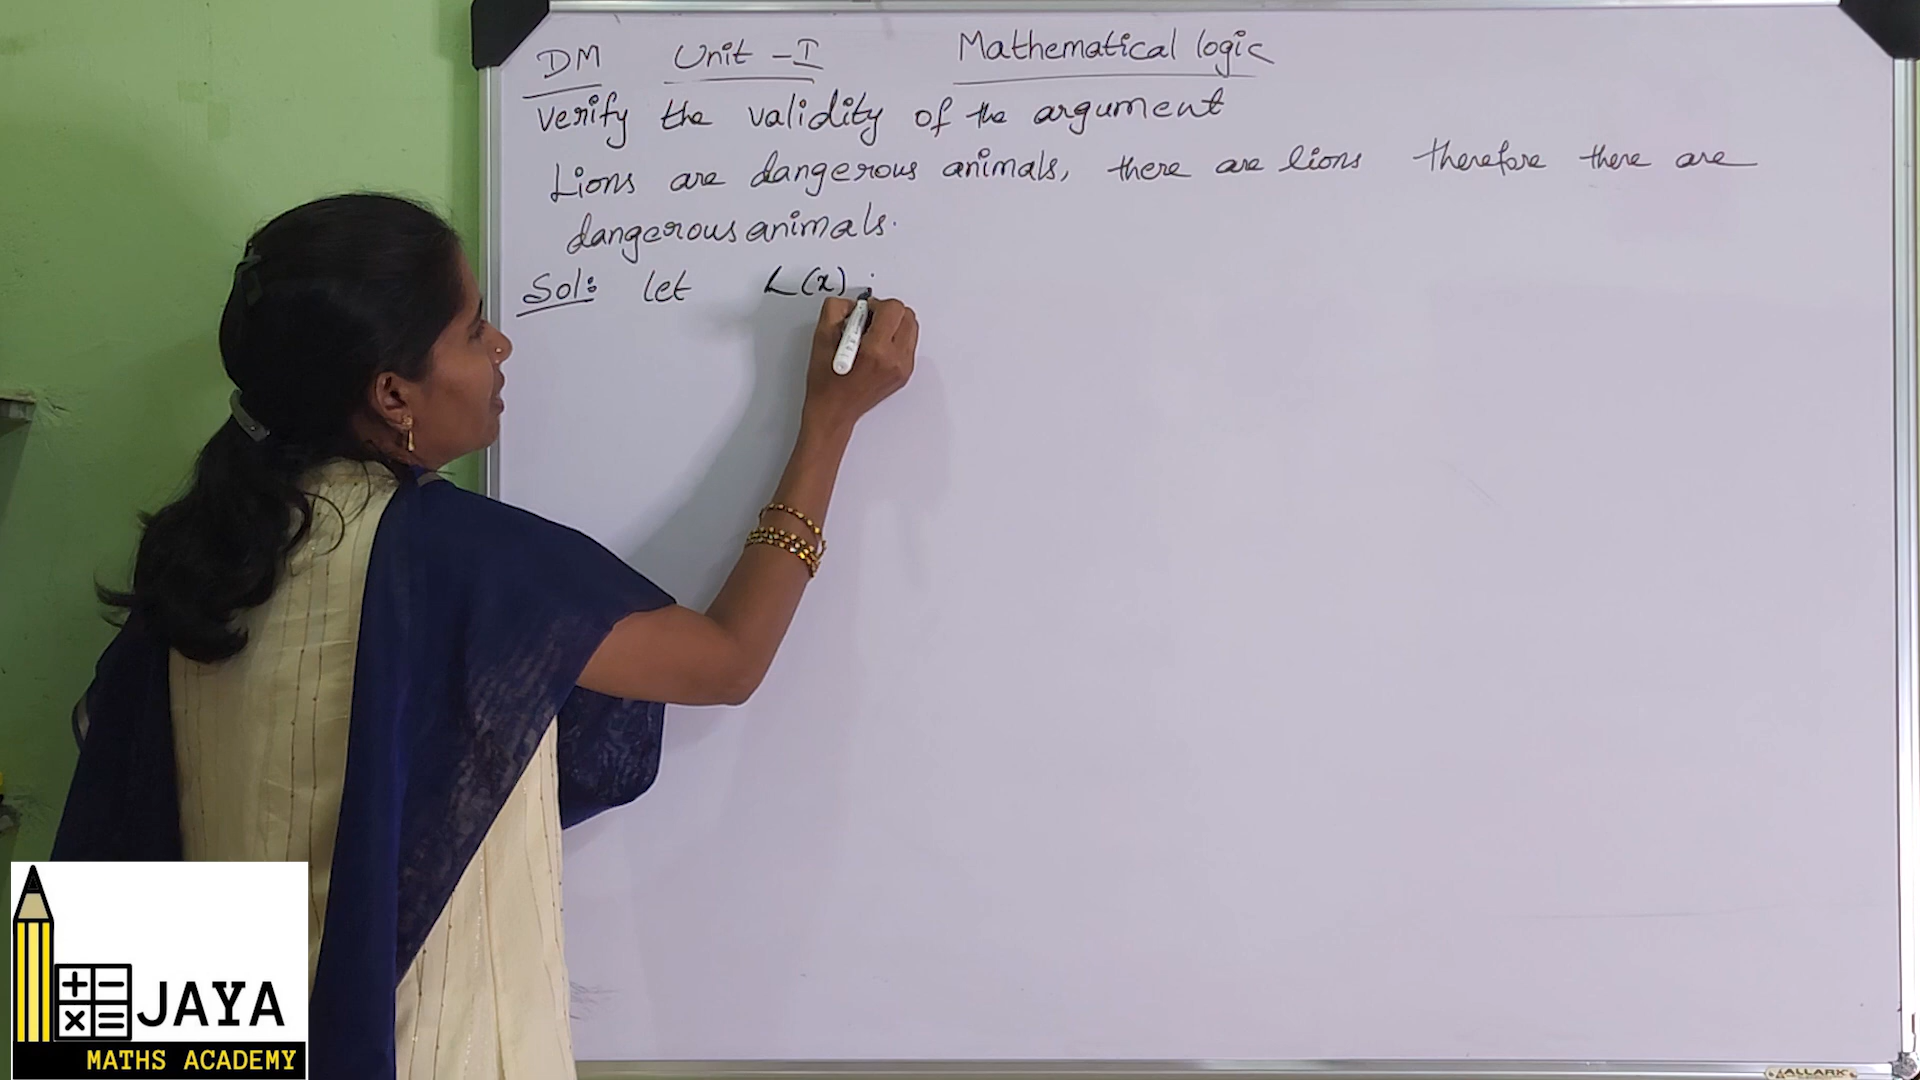 DM Unit - I Mathematical logic
Verify the validity of the argument
Lions are dangerous animals, there are lions therefore there are
dangerous animals.
Sol: let L(x) :
+ -
× =
JAYA
MATHS ACADEMY
ALLARK